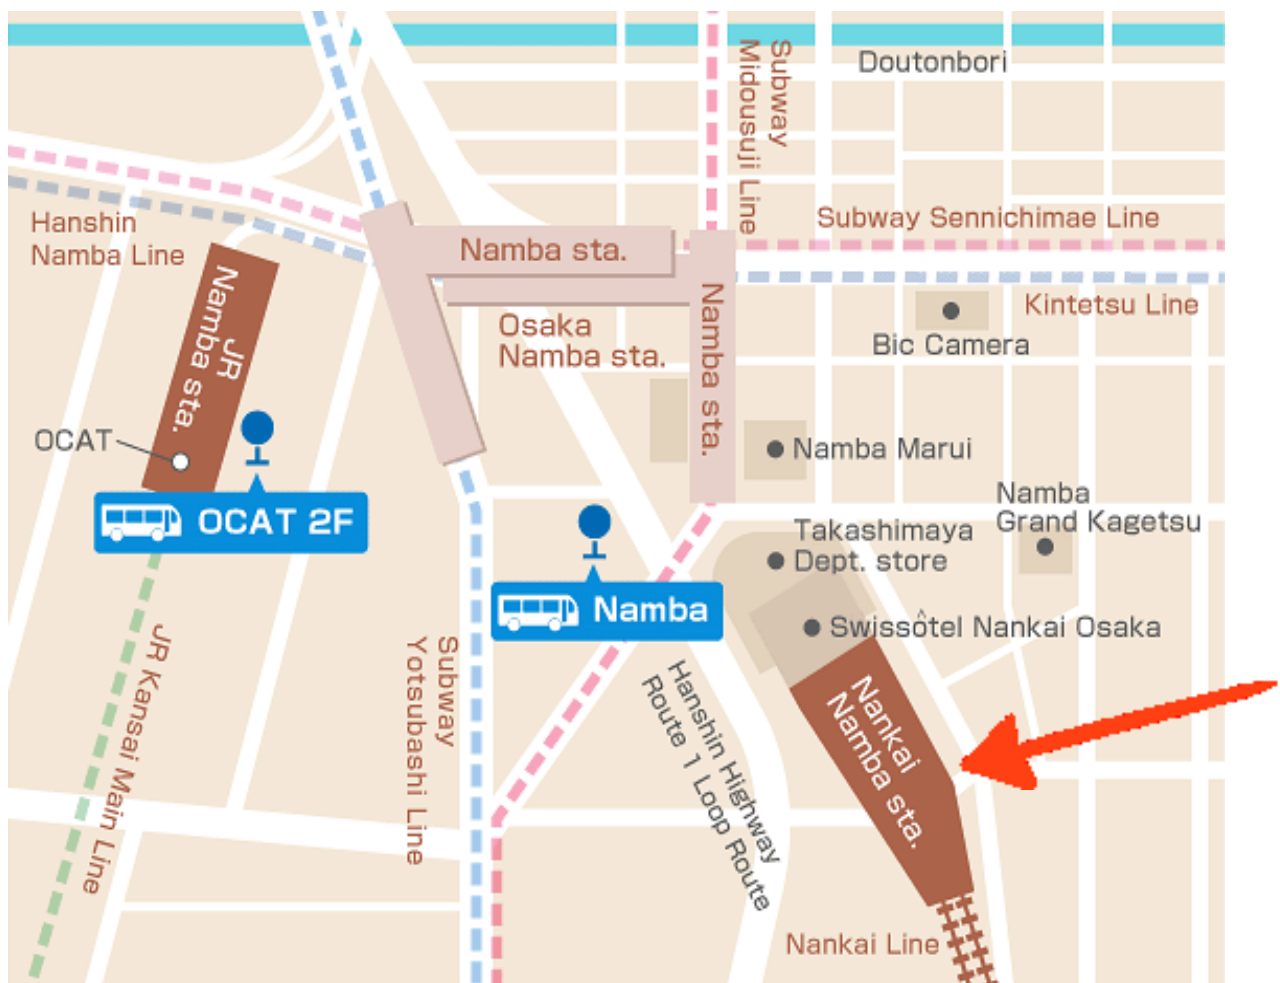 Doutonbori
Subway
Midousuji Line
Subway Sennichimae Line
Hanshin
Namba Line
Namba sta.
Kintetsu Line
Osaka
Namba sta.
Namba sta.
Bic Camera
JR
Namba sta.
OCAT
Namba Marui
Namba
Grand Kagetsu
OCAT 2F
Takashimaya
Dept. store
Namba
Swissôtel Nankai Osaka
JR Kansai Main Line
Subway
Yotsubashi Line
Hanshin Highway
Route 1 Loop Route
Nankai
Namba sta.
Nankai Line